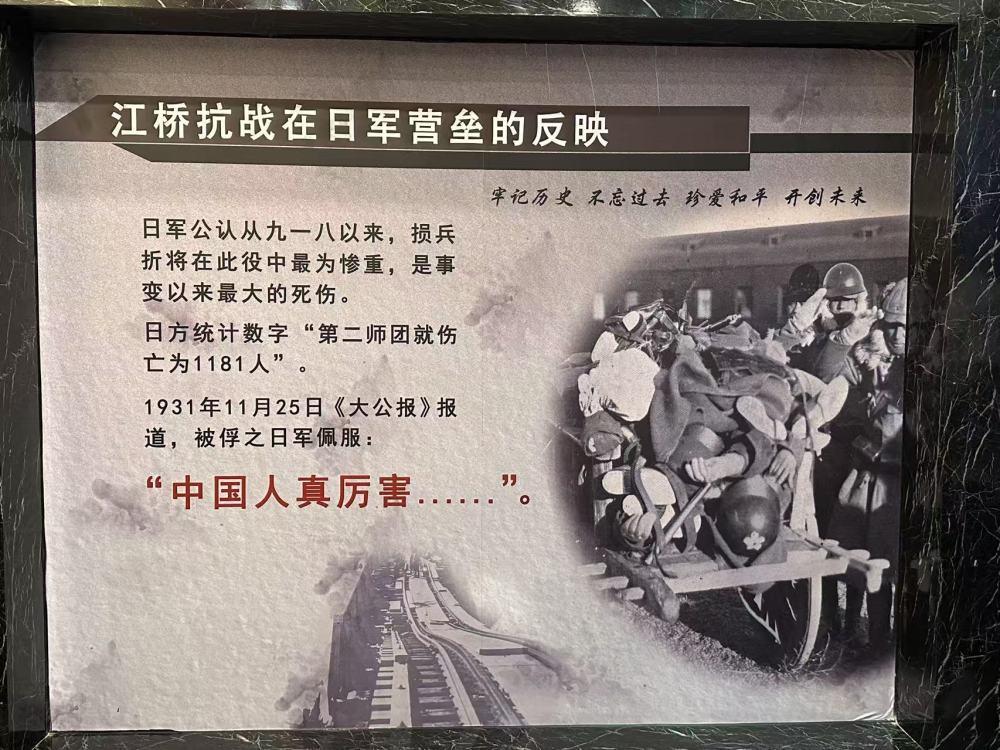 江桥抗战在日军营垒的反映
牢记历史 不忘过去 珍爱和平 开创未来
日军公认从九一八以来，损兵
折将在此役中最为惨重，是事
变以来最大的死伤。
日方统计数字“第二师团就伤
亡为1181人”。
1931年11月25日《大公报》报
道，被俘之日军佩服：
“中国人真厉害......”。